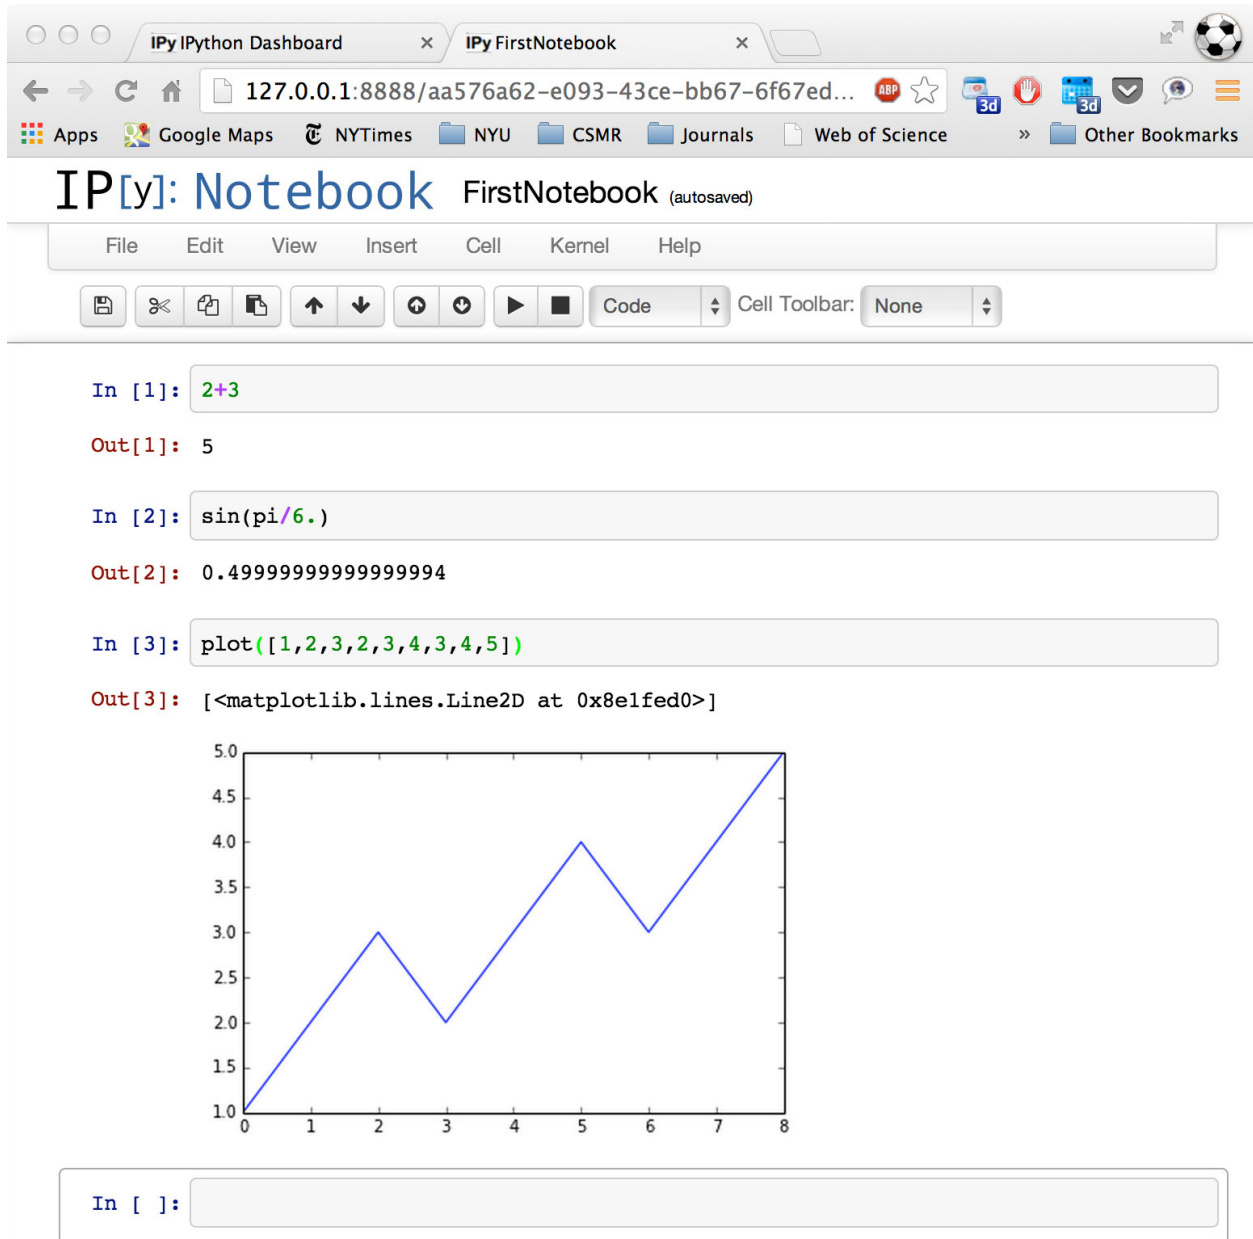 IPy IPython Dashboard × IPy FirstNotebook ×
127.0.0.1:8888/aa576a62-e093-43ce-bb67-6f67ed... ABP 3d 3d
Apps Google Maps T NYTimes NYU CSMR Journals Web of Science » Other Bookmarks
IP[y]: Notebook FirstNotebook (autosaved)
File Edit View Insert Cell Kernel Help
Code Cell Toolbar: None
In [1]: 2+3
Out[1]: 5
In [2]: sin(pi/6.)
Out[2]: 0.49999999999999994
In [3]: plot([1,2,3,2,3,4,3,4,5])
Out[3]: [<matplotlib.lines.Line2D at 0x8e1fed0>]
5.0
4.5
4.0
3.5
3.0
2.5
2.0
1.5
1.0
0 1 2 3 4 5 6 7 8
In [ ]: